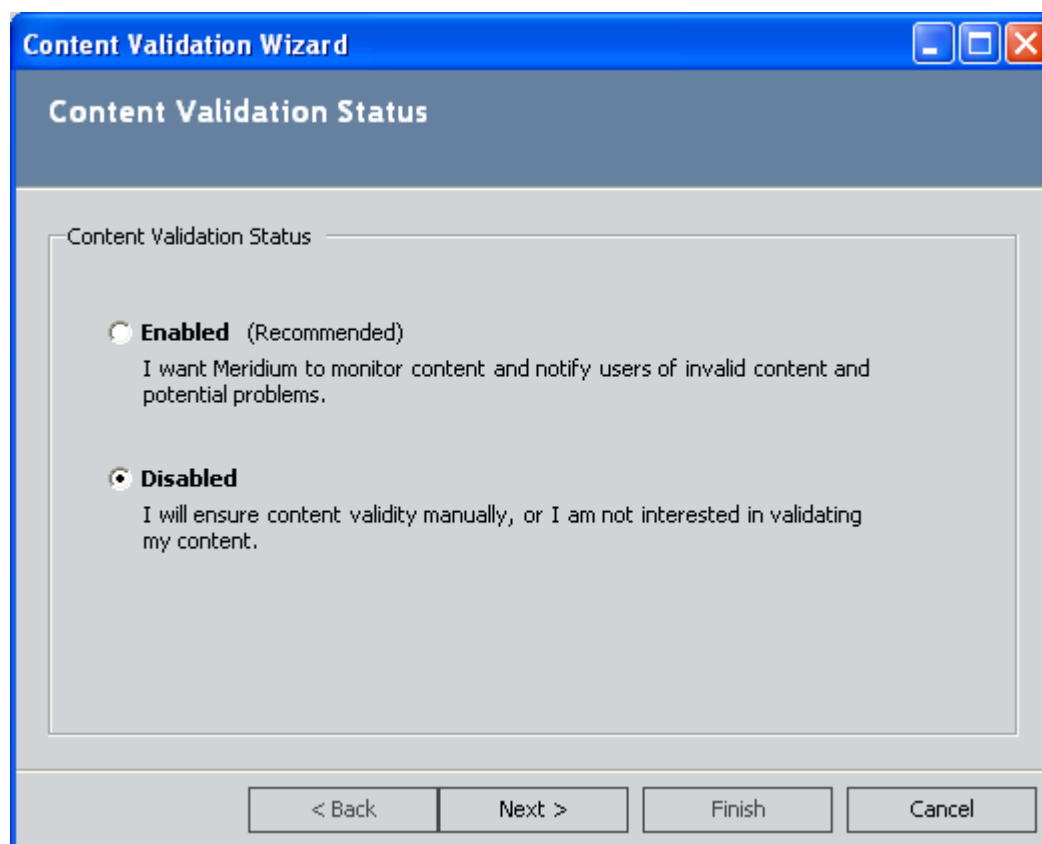 Content Validation Wizard
Content Validation Status
Content Validation Status
Enabled (Recommended)
I want Meridium to monitor content and notify users of invalid content and
potential problems.
Disabled
I will ensure content validity manually, or I am not interested in validating
my content.
< Back Next > Finish Cancel